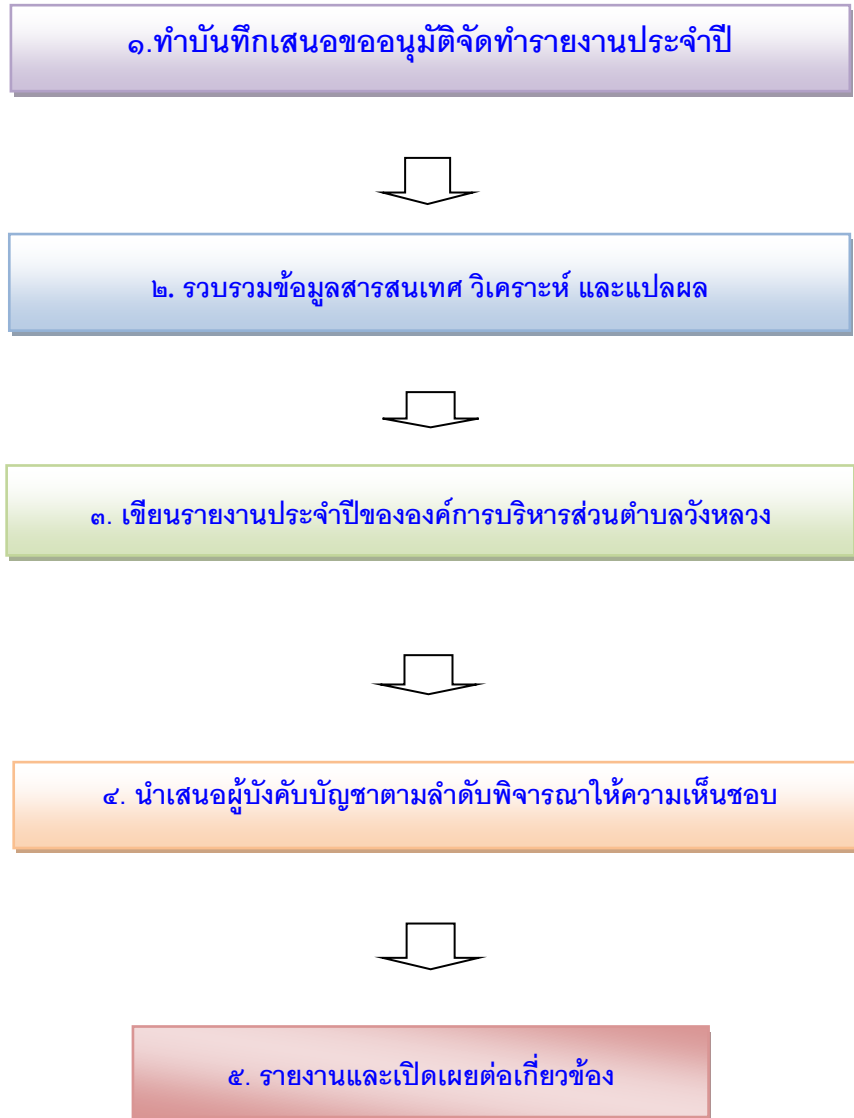 ๑.ทำบันทึกเสนอขออนุมัติจัดทำรายงานประจำปี
๒. รวบรวมข้อมูลสารสนเทศ วิเคราะห์ และแปลผล
๓. เขียนรายงานประจำปีขององค์การบริหารส่วนตำบลวังหลวง
๔. นำเสนอผู้บังคับบัญชาตามลำดับพิจารณาให้ความเห็นชอบ
๕. รายงานและเปิดเผยต่อเกี่ยวข้อง